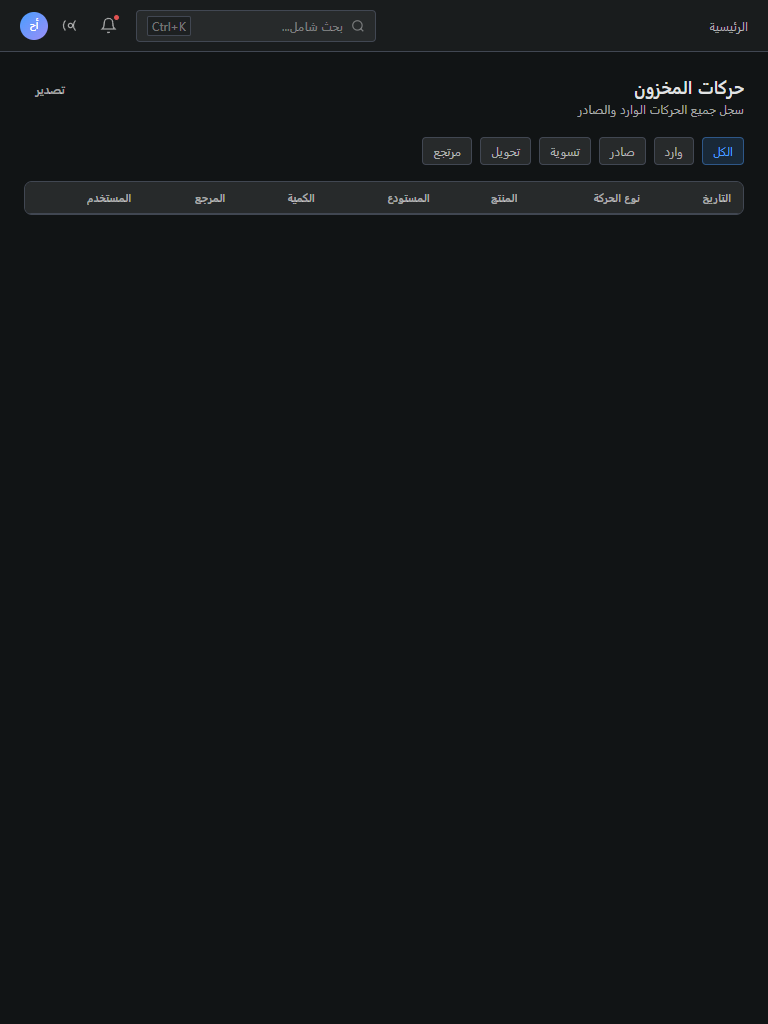 الرئيسية
بحث شامل...
Ctrl+K
أح
حركات المخزون
تصدير
سجل جميع الحركات الوارد والصادر
الكل
وارد
صادر
تسوية
تحويل
مرتجع
التاريخ نوع الحركة المنتج المستودع الكمية المرجع المستخدم